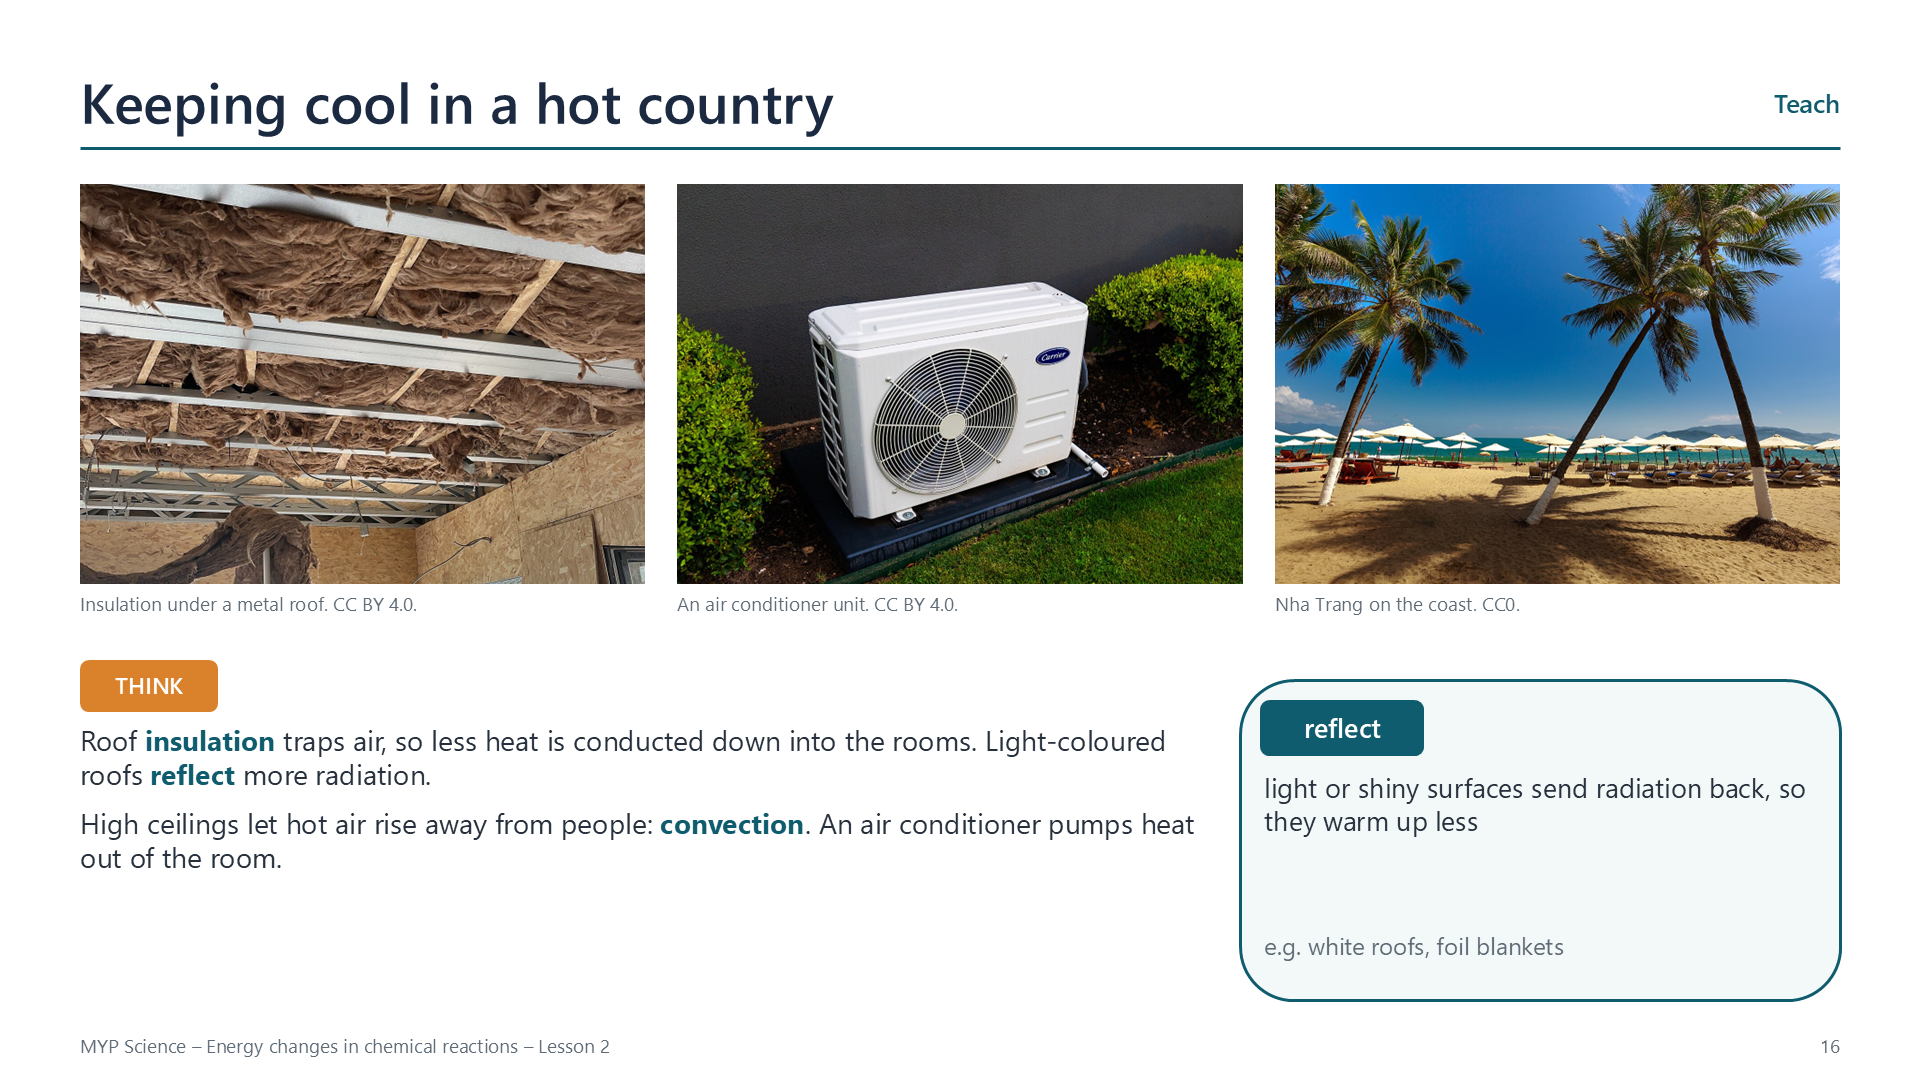 Keeping cool in a hot country
Teach
Carrier
Insulation under a metal roof. CC BY 4.0.
An air conditioner unit. CC BY 4.0.
Nha Trang on the coast. CC0.
THINK
Roof insulation traps air, so less heat is conducted down into the rooms. Light-coloured
roofs reflect more radiation.
High ceilings let hot air rise away from people: convection. An air conditioner pumps heat
out of the room.
reflect
light or shiny surfaces send radiation back, so
they warm up less
e.g. white roofs, foil blankets
MYP Science – Energy changes in chemical reactions – Lesson 2
16